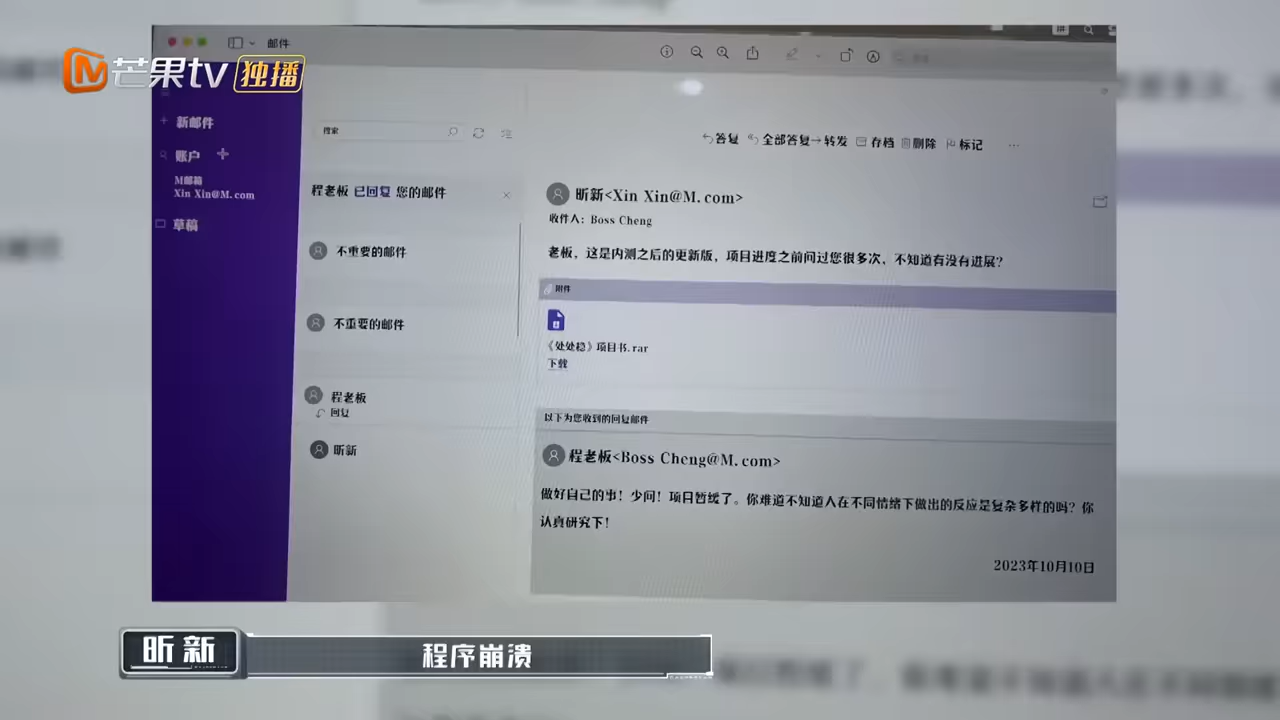 芒果tv 独播
邮件
搜索
新邮件
账户
M邮箱
Xin Xin@M.com
草稿
搜索
程老板 已回复 您的邮件
不重要的邮件
不重要的邮件
程老板
回复
昕新
答复 全部答复 转发 存档 删除 标记 ...
昕新<Xin Xin@M.com>
收件人：Boss Cheng
老板，这是内测之后的更新版，项目进度之前问过您很多次，不知道有没有进展？
附件
《处处稳》项目书.rar
下载
以下为您收到的回复邮件
程老板<Boss Cheng@M.com>
做好自己的事！少问！项目暂缓了。你难道不知道人在不同情绪下做出的反应是复杂多样的吗？你
认真研究下！
2023年10月10日
昕新 程序崩溃